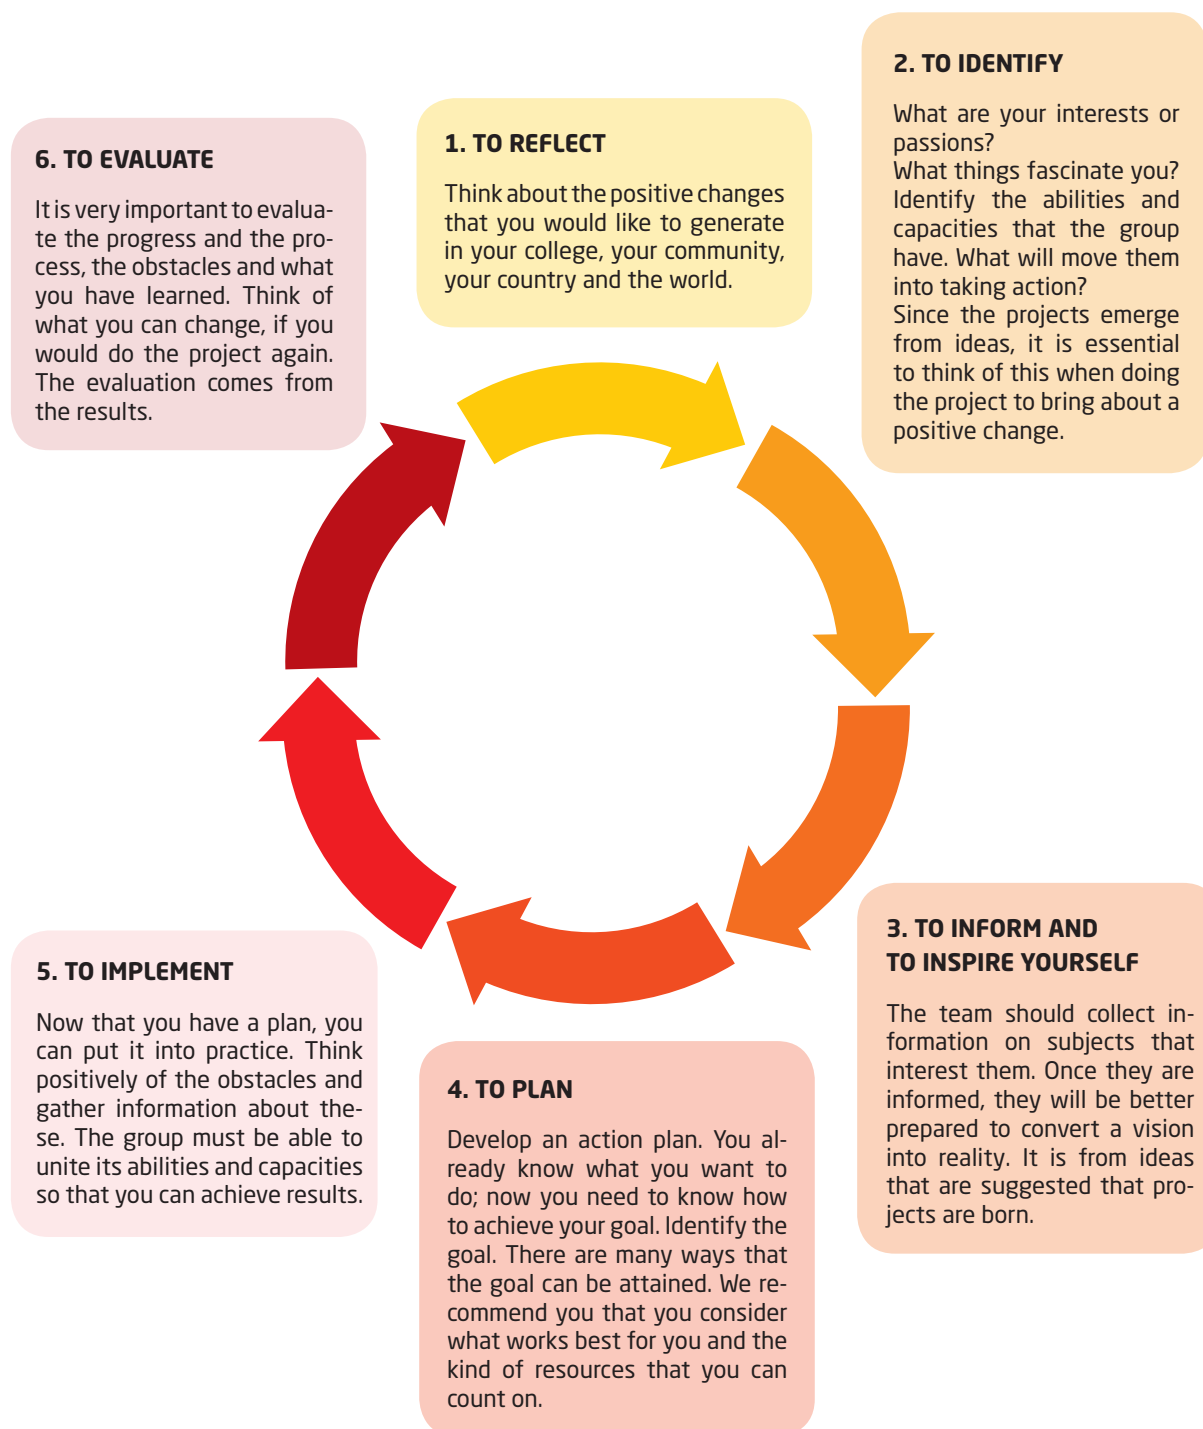 1. TO REFLECT
Think about the positive changes
that you would like to generate
in your college, your community,
your country and the world.
2. TO IDENTIFY
What are your interests or
passions?
What things fascinate you?
Identify the abilities and
capacities that the group
have. What will move them
into taking action?
Since the projects emerge
from ideas, it is essential
to think of this when doing
the project to bring about a
positive change.
3. TO INFORM AND
TO INSPIRE YOURSELF
The team should collect in-
formation on subjects that
interest them. Once they are
informed, they will be better
prepared to convert a vision
into reality. It is from ideas
that are suggested that pro-
jects are born.
4. TO PLAN
Develop an action plan. You al-
ready know what you want to
do; now you need to know how
to achieve your goal. Identify the
goal. There are many ways that
the goal can be attained. We re-
commend you that you consider
what works best for you and the
kind of resources that you can
count on.
5. TO IMPLEMENT
Now that you have a plan, you
can put it into practice. Think
positively of the obstacles and
gather information about the-
se. The group must be able to
unite its abilities and capacities
so that you can achieve results.
6. TO EVALUATE
It is very important to evalua-
te the progress and the pro-
cess, the obstacles and what
you have learned. Think of
what you can change, if you
would do the project again.
The evaluation comes from
the results.